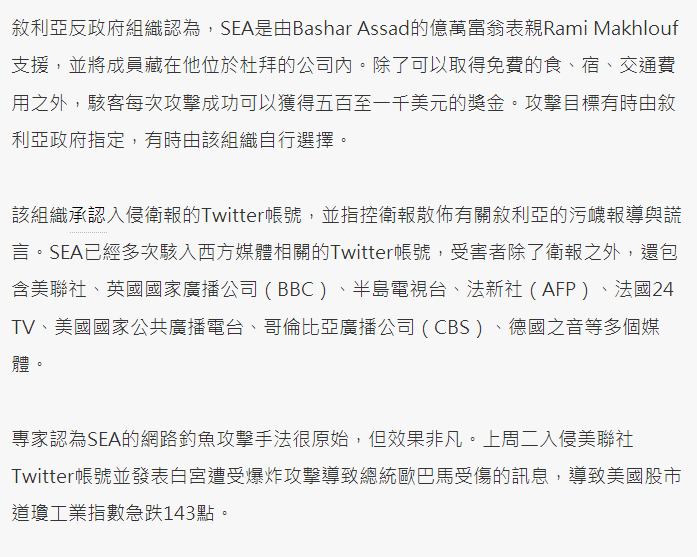 敘利亞反政府組織認為，SEA是由Bashar Assad的億萬富翁表親Rami Makhlouf
支援，並將成員藏在他位於杜拜的公司內。除了可以取得免費的食、宿、交通費
用之外，駭客每次攻擊成功可以獲得五百至一千美元的獎金。攻擊目標有時由敘
利亞政府指定，有時由該組織自行選擇。
該組織承認入侵衛報的Twitter帳號，並指控衛報散佈有關敘利亞的污衊報導與謊
言。SEA已經多次駭入西方媒體相關的Twitter帳號，受害者除了衛報之外，還包
含美聯社、英國國家廣播公司（BBC）、半島電視台、法新社（AFP）、法國24
TV、美國國家公共廣播電台、哥倫比亞廣播公司（CBS）、德國之音等多個媒
體。
專家認為SEA的網路釣魚攻擊手法很原始，但效果非凡。上周二入侵美聯社
Twitter帳號並發表白宮遭受爆炸攻擊導致總統歐巴馬受傷的訊息，導致美國股市
道瓊工業指數急跌143點。